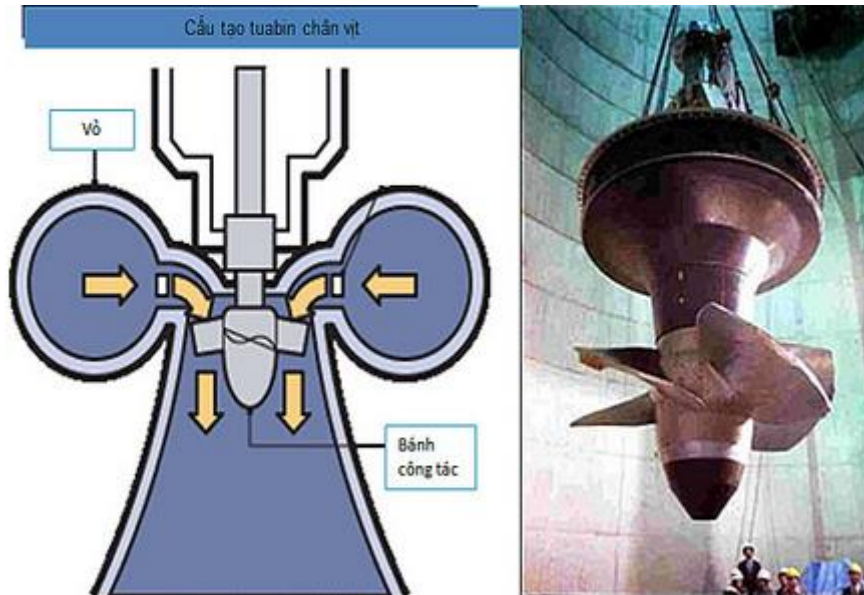 Cấu tạo tuabin chân vịt
Vỏ
Bánh
công tác